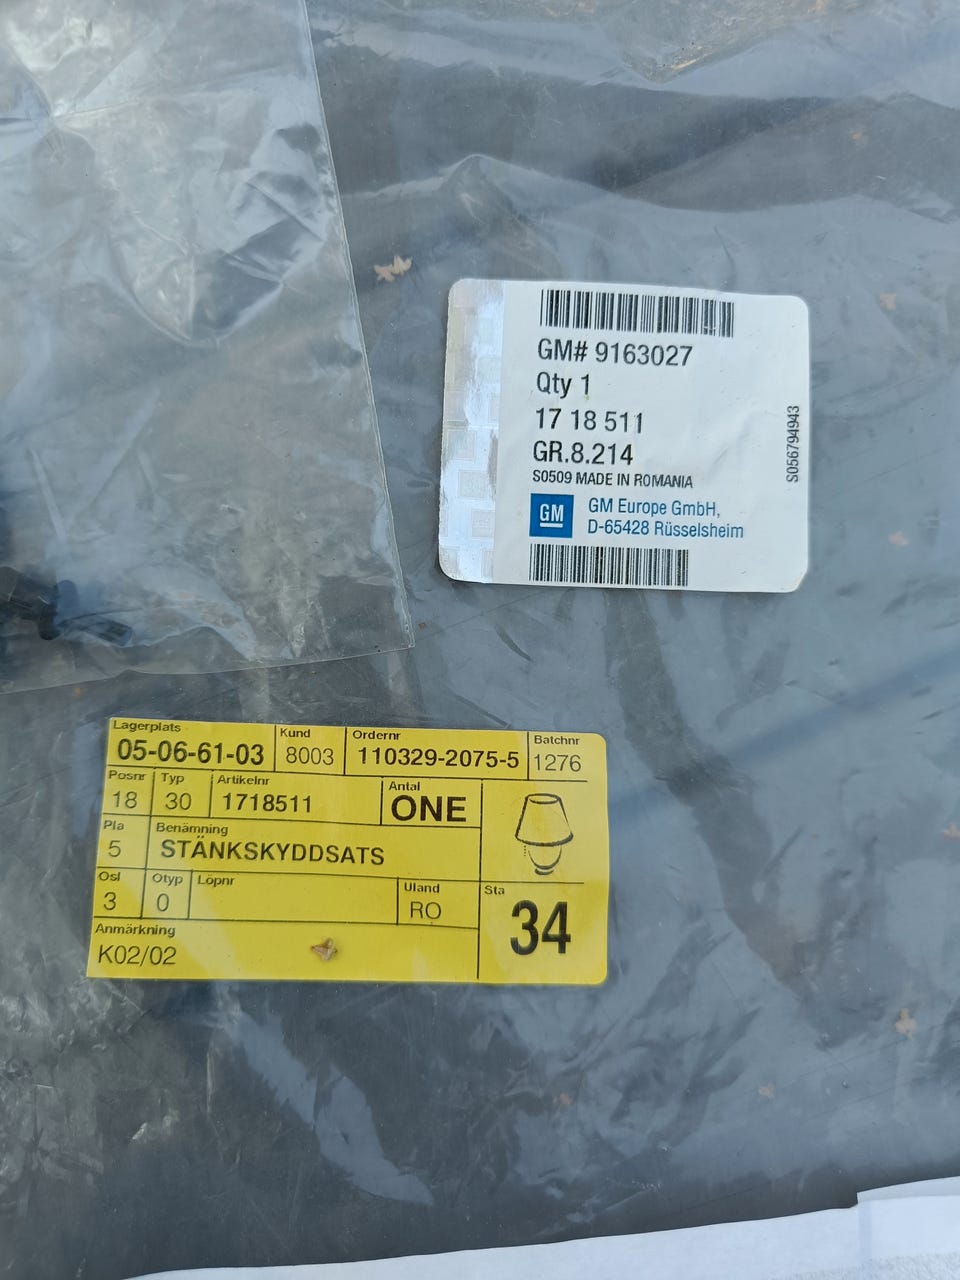 GM# 9163027
Qty 1
17 18 511
GR.8.214
S0509 MADE IN ROMANIA
GM
GM Europe GmbH,
D-65428 Rüsselsheim
S056794943
Lagerplats Kund Ordernr Batchnr
05-06-61-03 8003 110329-2075-5 1276
Posnr Typ Artikelnr Antal
18 30 1718511 ONE
Pla Benämning
5 STÄNKSKYDDSATS
Osl Otyp Löpnr Uland Sta
3 0 RO 34
Anmärkning
K02/02